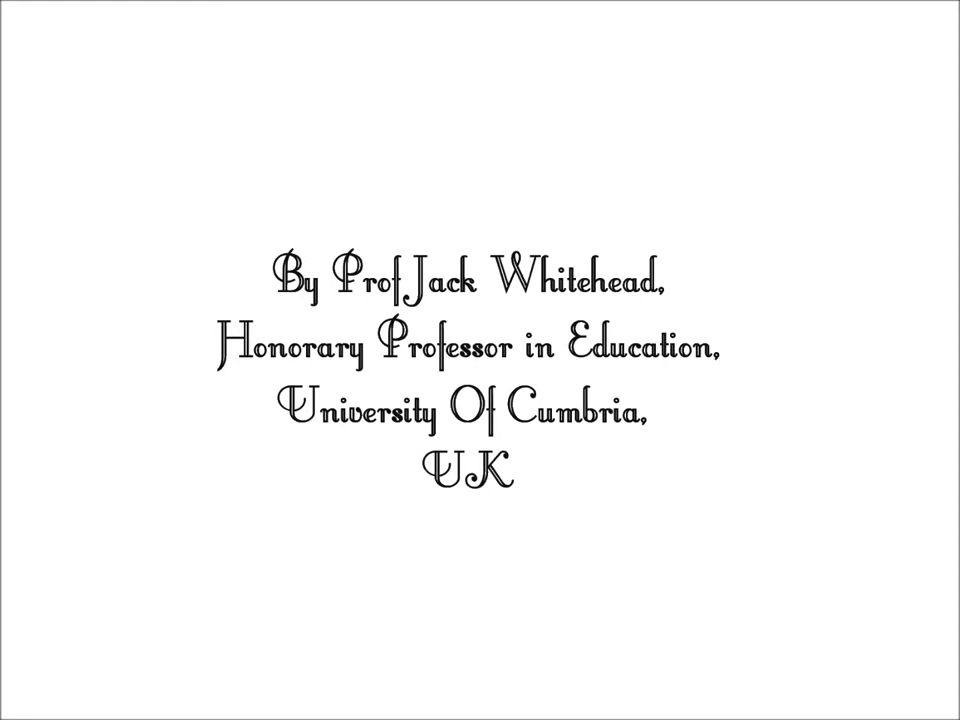 By Prof Jack Whitehead,
Honorary Professor in Education,
University Of Cumbria,
UK